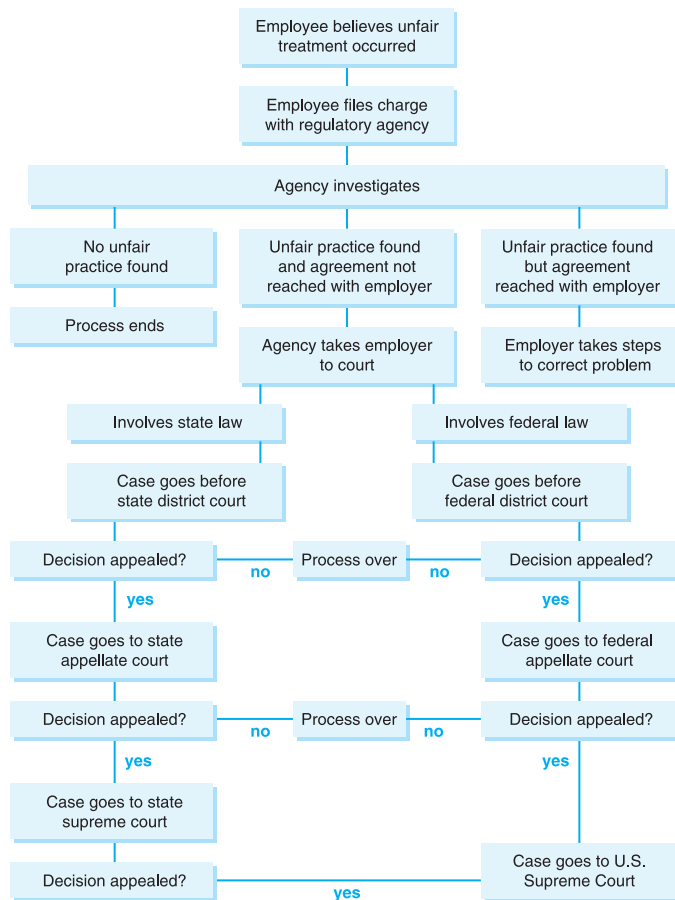 Employee believes unfair
treatment occurred
Employee files charge
with regulatory agency
Agency investigates
No unfair
practice found
Unfair practice found
and agreement not
reached with employer
Unfair practice found
but agreement
reached with employer
Process ends
Agency takes employer
to court
Employer takes steps
to correct problem
Involves state law
Involves federal law
Case goes before
state district court
Case goes before
federal district court
Decision appealed?
no
Process over
no
Decision appealed?
yes
yes
Case goes to state
appellate court
Case goes to federal
appellate court
Decision appealed?
no
Process over
no
Decision appealed?
yes
yes
Case goes to state
supreme court
Case goes to U.S.
Supreme Court
Decision appealed?
yes